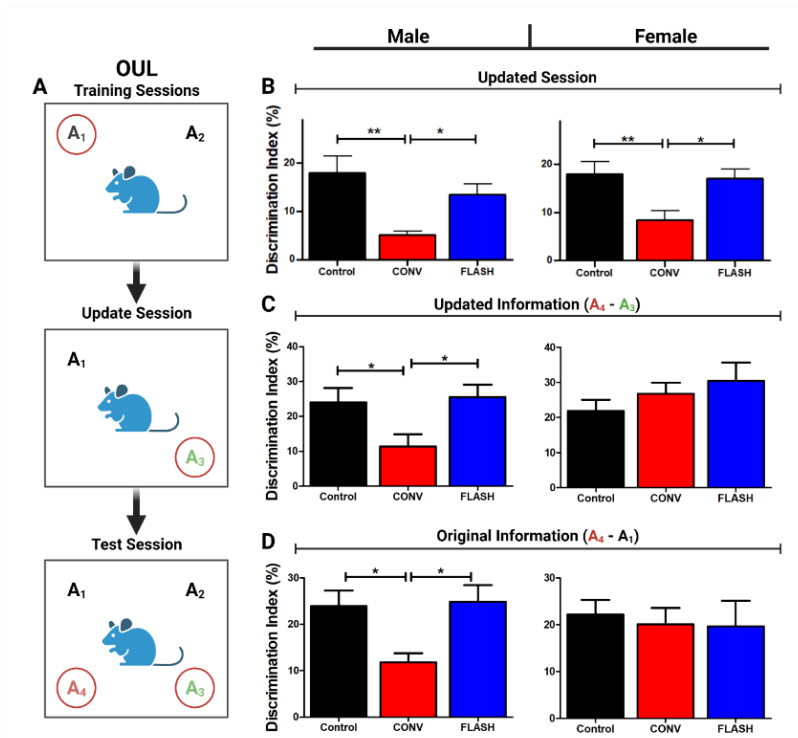 Male Female
OUL
A
Training Sessions
A₁ A₂
Update Session
A₁
A₃
Test Session
A₁ A₂
A₄ A₃
B
Updated Session
Discrimination Index (%)
20
10
0
** *
Control CONV FLASH
20
10
0
** *
Control CONV FLASH
C
Updated Information (A₄ - A₃)
Discrimination Index (%)
40
30
20
10
0
* *
Control CONV FLASH
40
30
20
10
0
Control CONV FLASH
D
Original Information (A₄ - A₁)
Discrimination Index (%)
30
20
10
0
* *
Control CONV FLASH
30
20
10
0
Control CONV FLASH